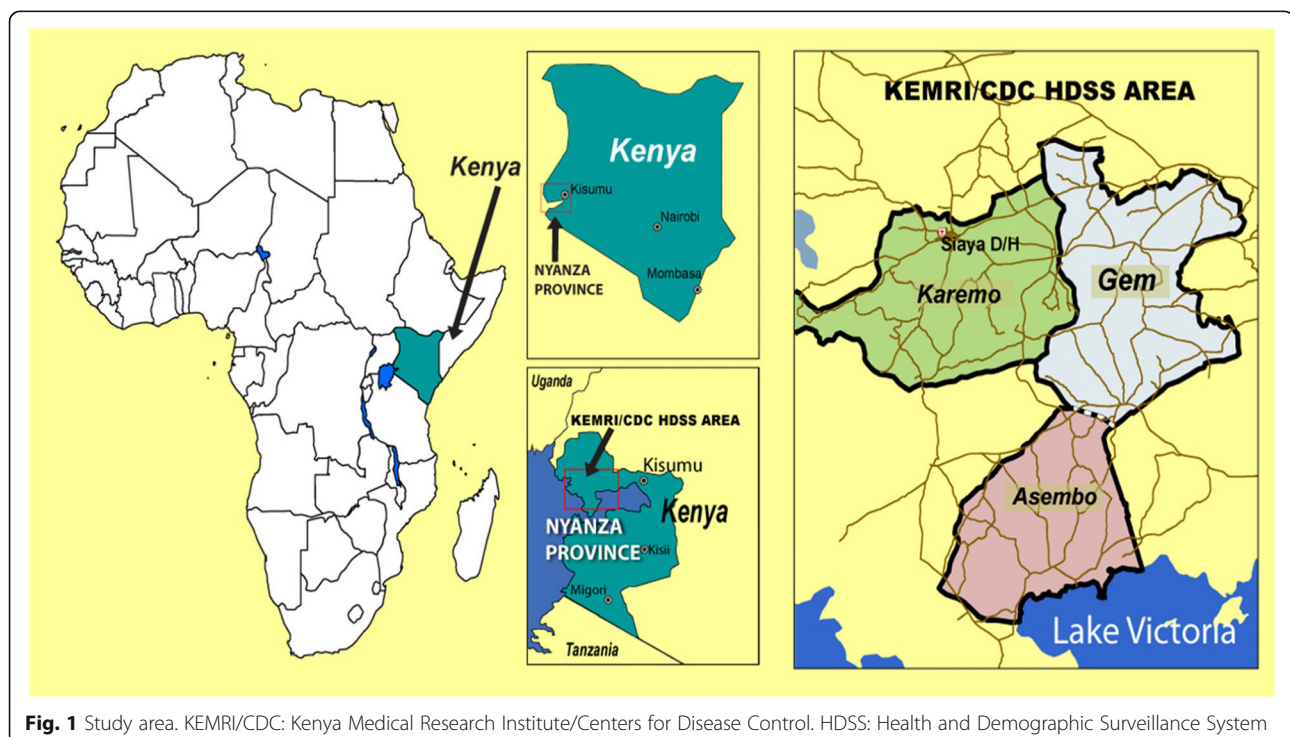 Kenya
Kenya
Kisumu
Nairobi
NYANZA
PROVINCE
Mombasa
Uganda
KEMRI/CDC HDSS AREA
Kisumu
Kenya
NYANZA
PROVINCE
Kisii
Migori
Tanzania
KEMRI/CDC HDSS AREA
Siaya D/H
Karemo
Gem
Asembo
Lake Victoria
Fig. 1 Study area. KEMRI/CDC: Kenya Medical Research Institute/Centers for Disease Control. HDSS: Health and Demographic Surveillance System